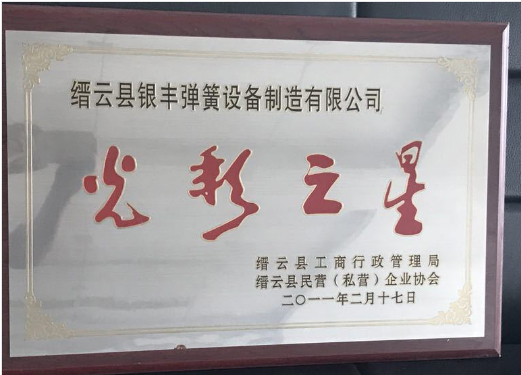 缙云县银丰弹簧设备制造有限公司
光彩之星
缙云县工商行政管理局
缙云县民营（私营）企业协会
二〇一一年二月十七日